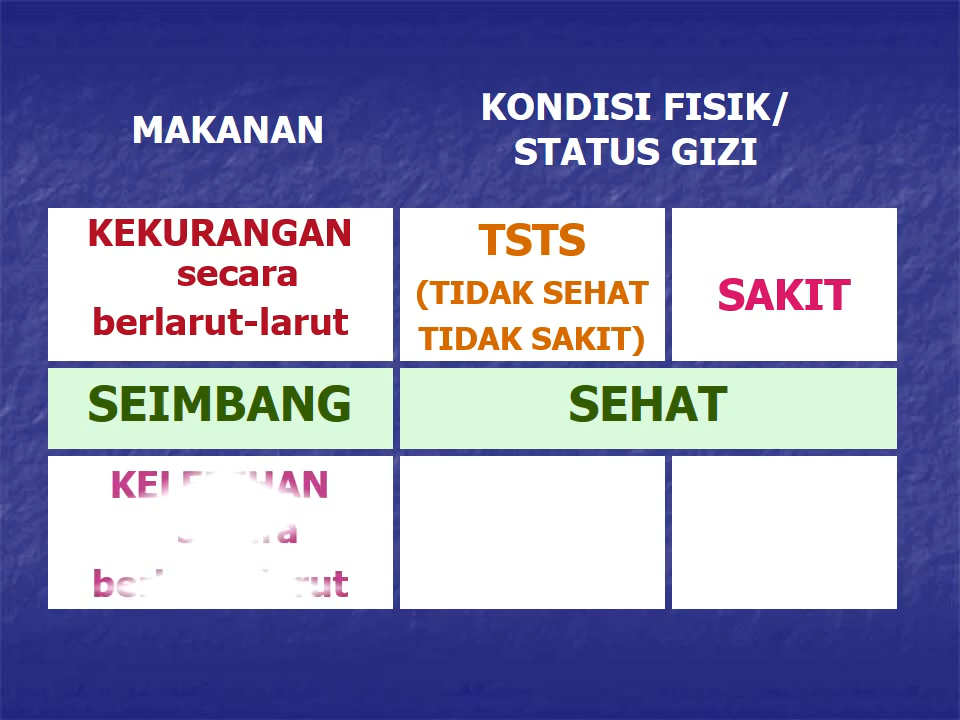 MAKANAN
KONDISI FISIK/
STATUS GIZI
KEKURANGAN
secara
berlarut-larut
TSTS
(TIDAK SEHAT
TIDAK SAKIT)
SAKIT
SEIMBANG
SEHAT